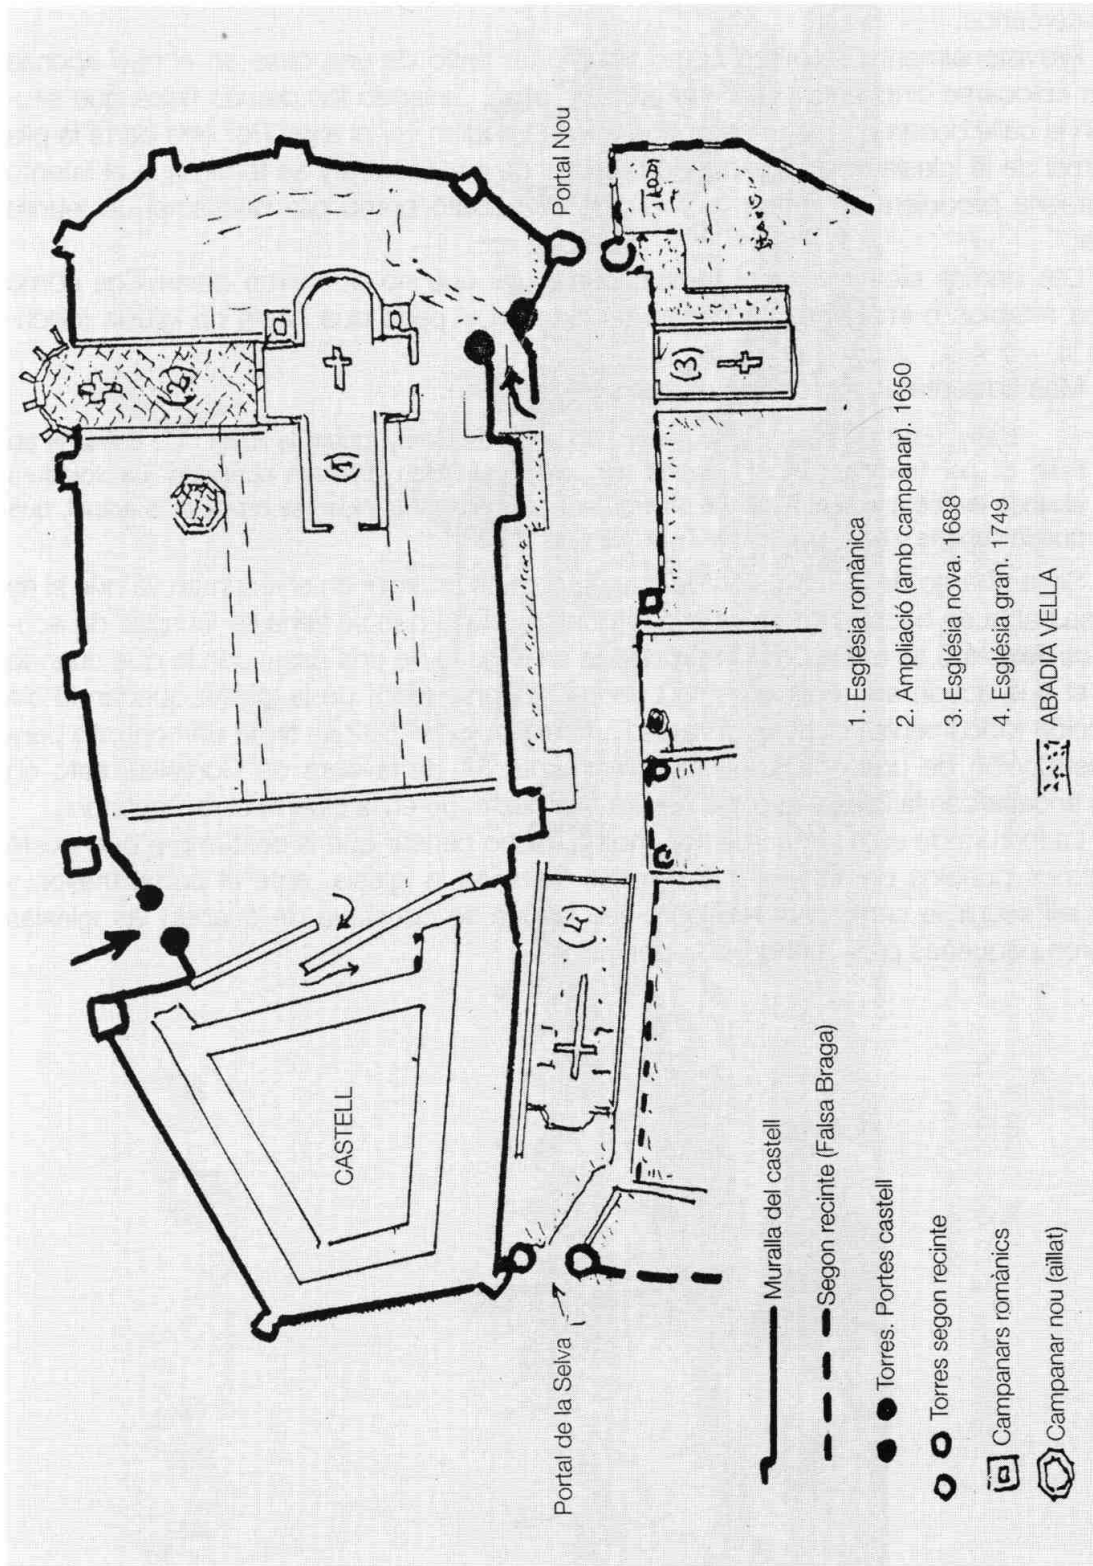 Portal Nou
(2)
(1)
(3)
CASTELL
(4)
Portal de la Selva
Muralla del castell
Segon recinte (Falsa Braga)
Torres. Portes castell
Torres segon recinte
Campanars romànics
Campanar nou (aïllat)
1. Església romànica
2. Ampliació (amb campanar). 1650
3. Església nova. 1688
4. Església gran. 1749
ABADIA VELLA